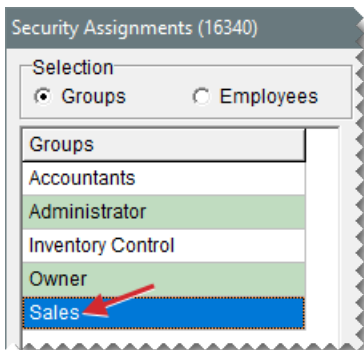 Security Assignments (16340)
Selection
Groups Employees
Groups
Accountants
Administrator
Inventory Control
Owner
Sales